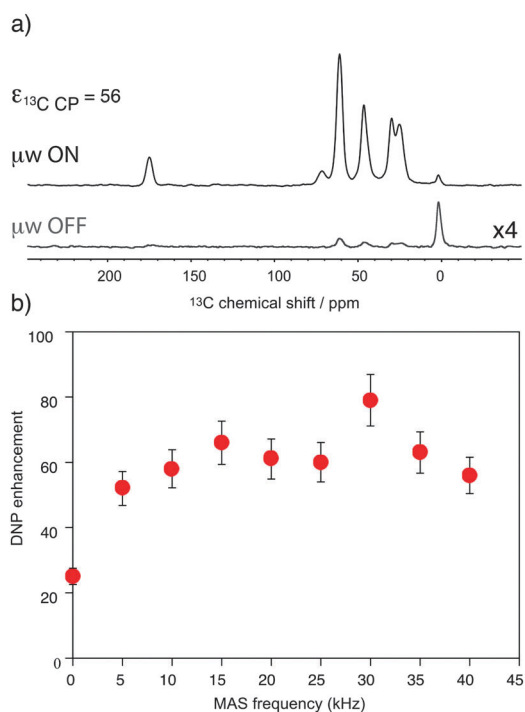 a)
ε13C CP = 56
μw ON
μw OFF
x4
200 150 100 50 0
13C chemical shift / ppm
b)
100
80
60
40
20
0
DNP enhancement
0 5 10 15 20 25 30 35 40 45
MAS frequency (kHz)